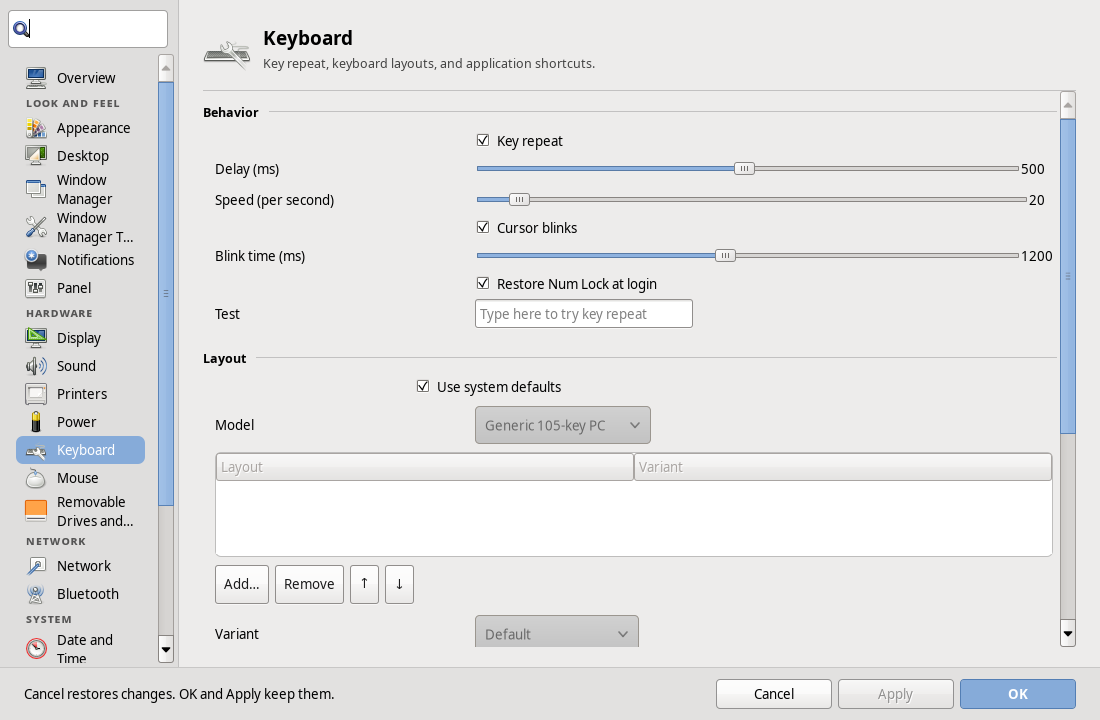 Overview
LOOK AND FEEL
Appearance
Desktop
Window
Manager
Window
Manager T...
Notifications
Panel
HARDWARE
Display
Sound
Printers
Power
Keyboard
Mouse
Removable
Drives and...
NETWORK
Network
Bluetooth
SYSTEM
Date and
Time
Keyboard
Key repeat, keyboard layouts, and application shortcuts.
Behavior
Key repeat
Delay (ms) 500
Speed (per second) 20
Cursor blinks
Blink time (ms) 1200
Restore Num Lock at login
Test Type here to try key repeat
Layout
Use system defaults
Model Generic 105-key PC
Layout Variant
Add... Remove ↑ ↓
Variant Default
Cancel restores changes. OK and Apply keep them.
Cancel Apply OK